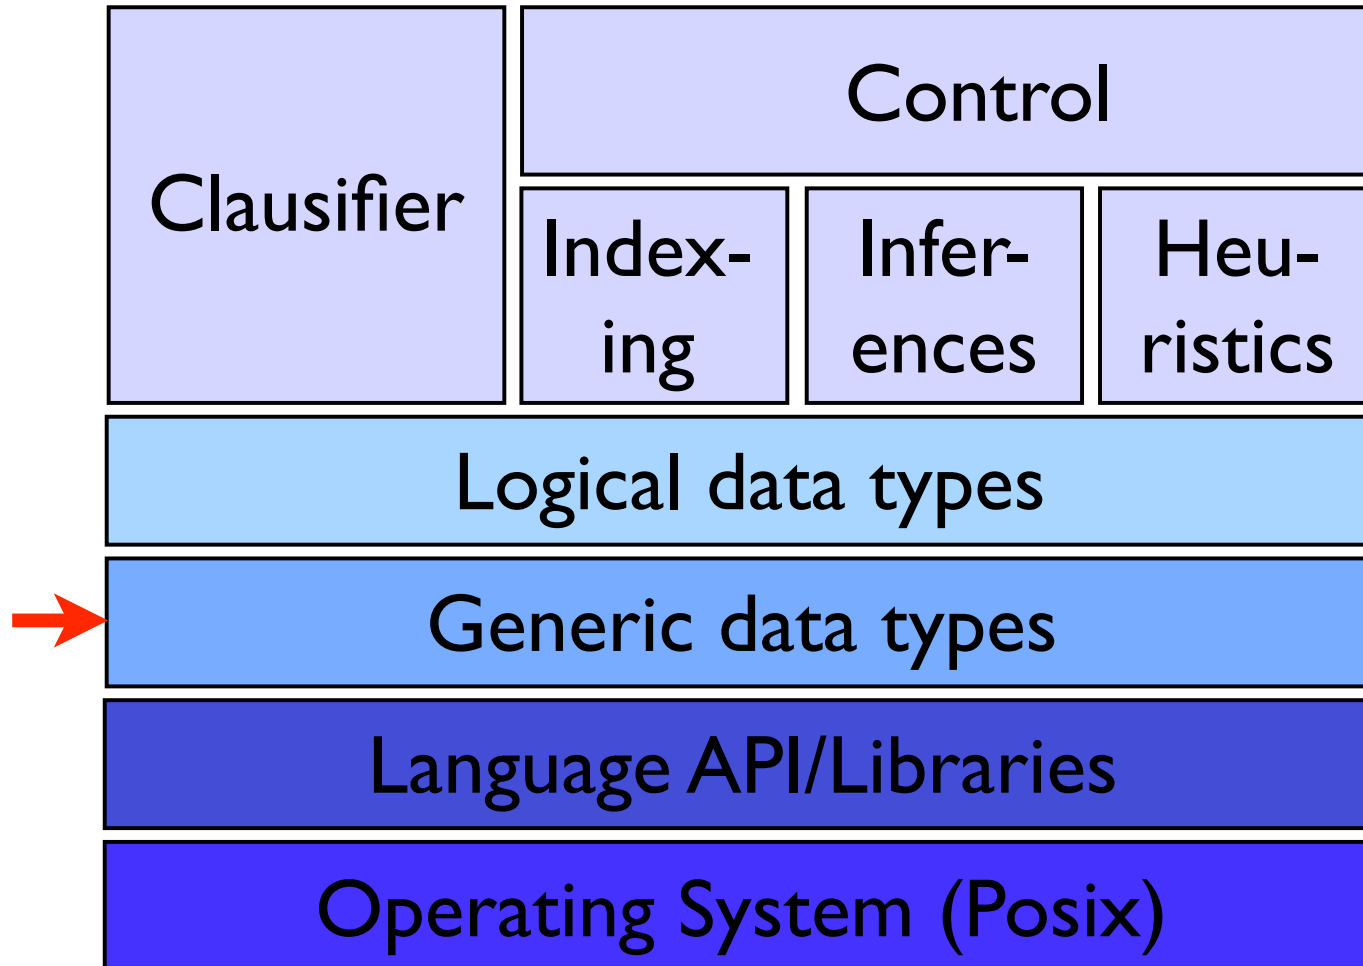 Control
Clausifier
Index-
ing
Infer-
ences
Heu-
ristics
Logical data types
Generic data types
Language API/Libraries
Operating System (Posix)